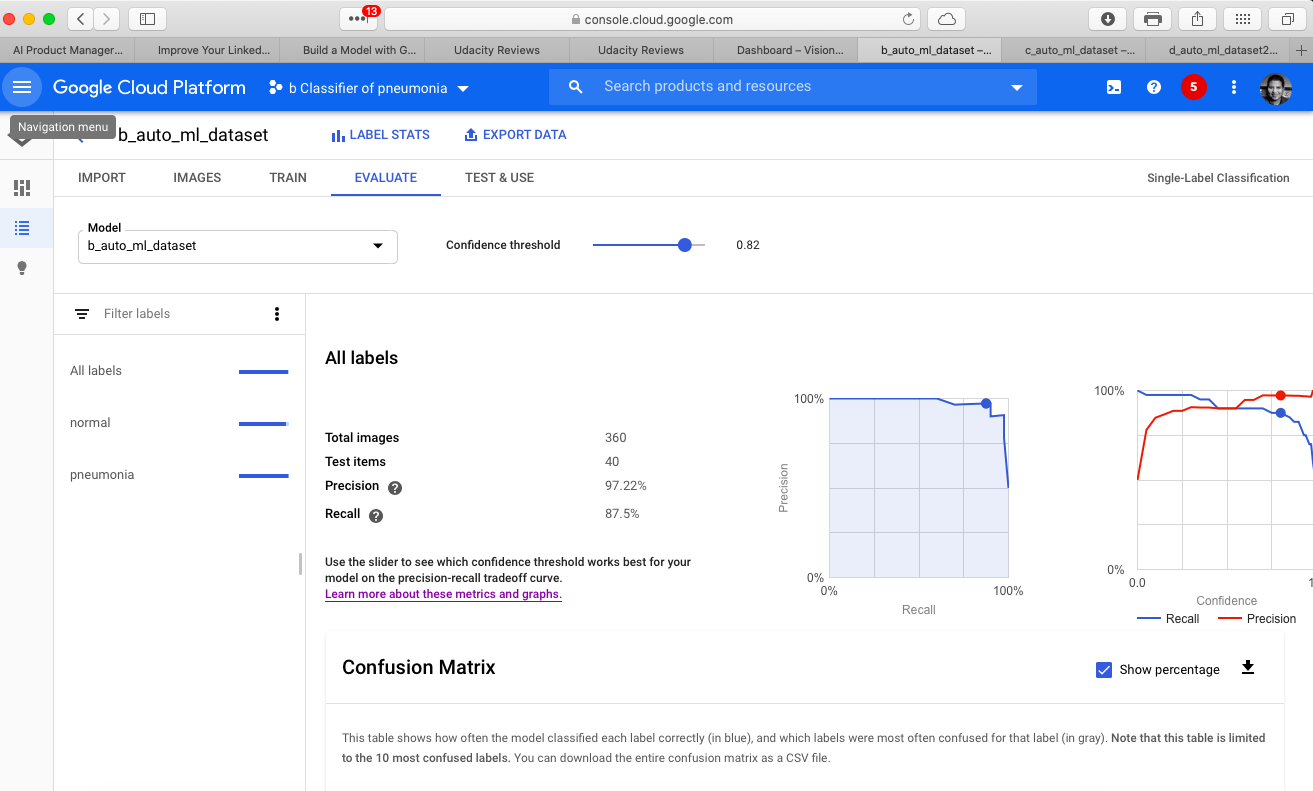 13
console.cloud.google.com
AI Product Manager...
Improve Your Linked...
Build a Model with G...
Udacity Reviews
Udacity Reviews
Dashboard – Vision...
b_auto_ml_dataset –...
c_auto_ml_dataset –...
d_auto_ml_dataset2...
Google Cloud Platform
b Classifier of pneumonia
Search products and resources
5
Navigation menu
b_auto_ml_dataset
LABEL STATS
EXPORT DATA
IMPORT
IMAGES
TRAIN
EVALUATE
TEST & USE
Single-Label Classification
Model
b_auto_ml_dataset
Confidence threshold
0.82
Filter labels
All labels
normal
pneumonia
All labels
Total images 360
Test items 40
Precision ? 97.22%
Recall ? 87.5%
Use the slider to see which confidence threshold works best for your
model on the precision-recall tradeoff curve.
Learn more about these metrics and graphs.
100%
Precision
0%
0%
100%
Recall
100%
0%
0.0
1
Confidence
Recall
Precision
Confusion Matrix
Show percentage
This table shows how often the model classified each label correctly (in blue), and which labels were most often confused for that label (in gray). Note that this table is limited
to the 10 most confused labels. You can download the entire confusion matrix as a CSV file.